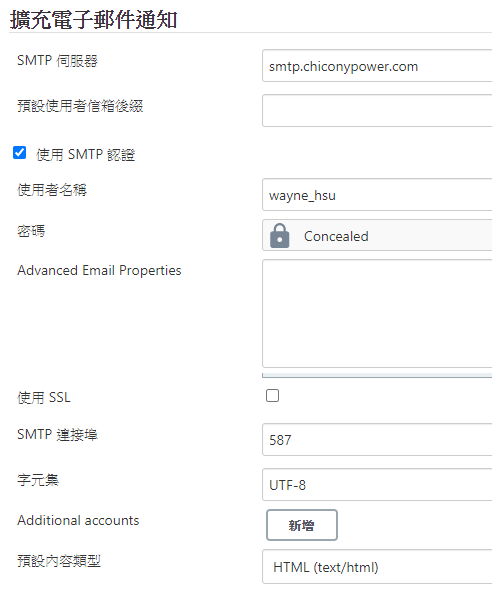 擴充電子郵件通知
SMTP 伺服器
smtp.chiconypower.com
預設使用者信箱後綴
使用 SMTP 認證
使用者名稱
wayne_hsu
密碼
Concealed
Advanced Email Properties
使用 SSL
SMTP 連接埠
587
字元集
UTF-8
Additional accounts
新增
預設內容類型
HTML (text/html)